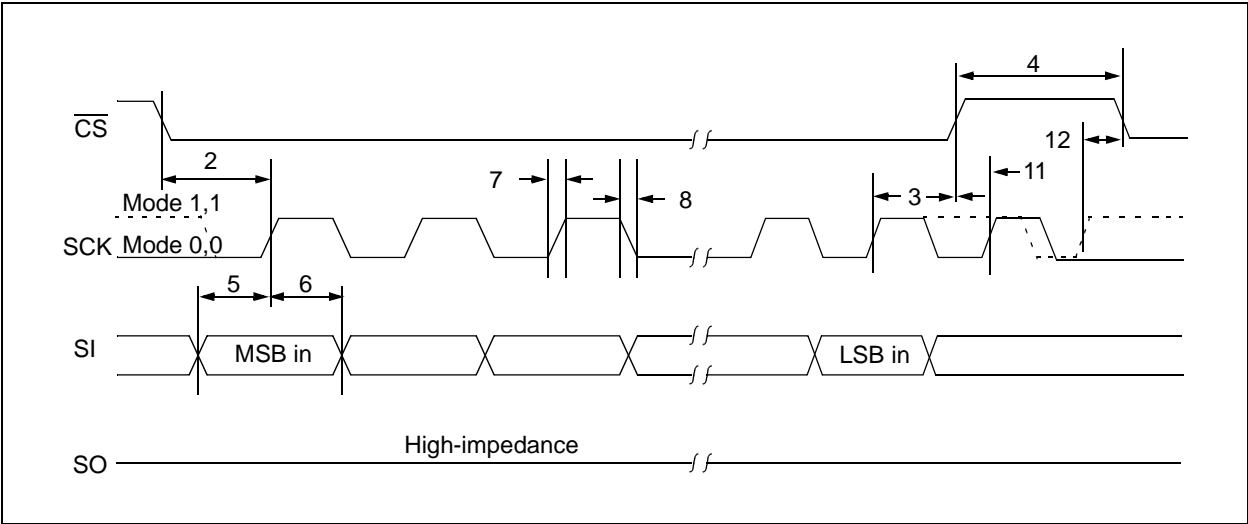 4
CS
12
2
11
7
8
3
Mode 1,1
SCK Mode 0,0
5 6
SI MSB in LSB in
High-impedance
SO